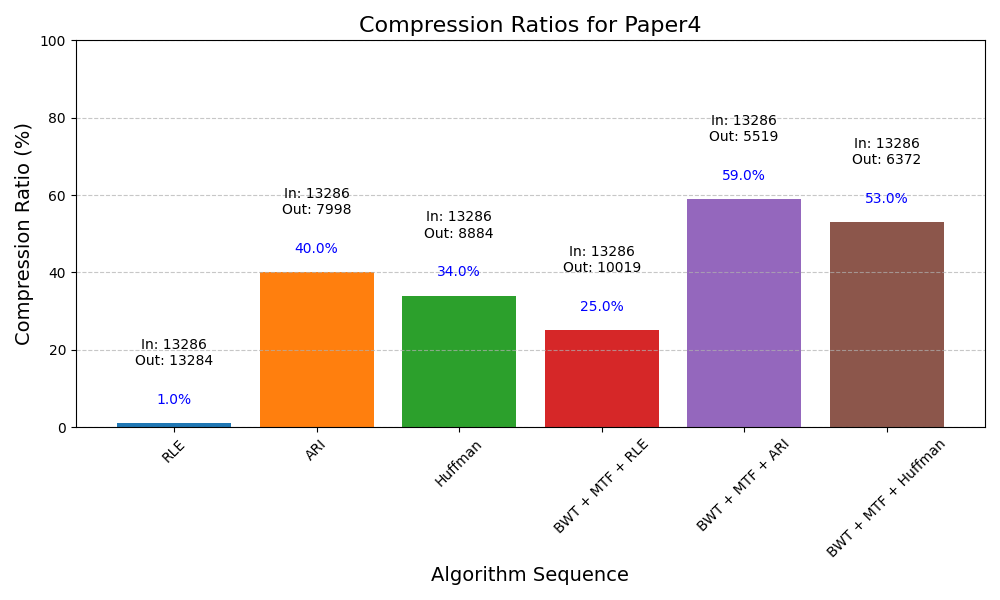 Compression Ratios for Paper4
Compression Ratio (%)
100
80
60
40
20
0
In: 13286
Out: 13284
1.0%
In: 13286
Out: 7998
40.0%
In: 13286
Out: 8884
34.0%
In: 13286
Out: 10019
25.0%
In: 13286
Out: 5519
59.0%
In: 13286
Out: 6372
53.0%
RLE
ARI
Huffman
BWT + MTF + RLE
BWT + MTF + ARI
BWT + MTF + Huffman
Algorithm Sequence